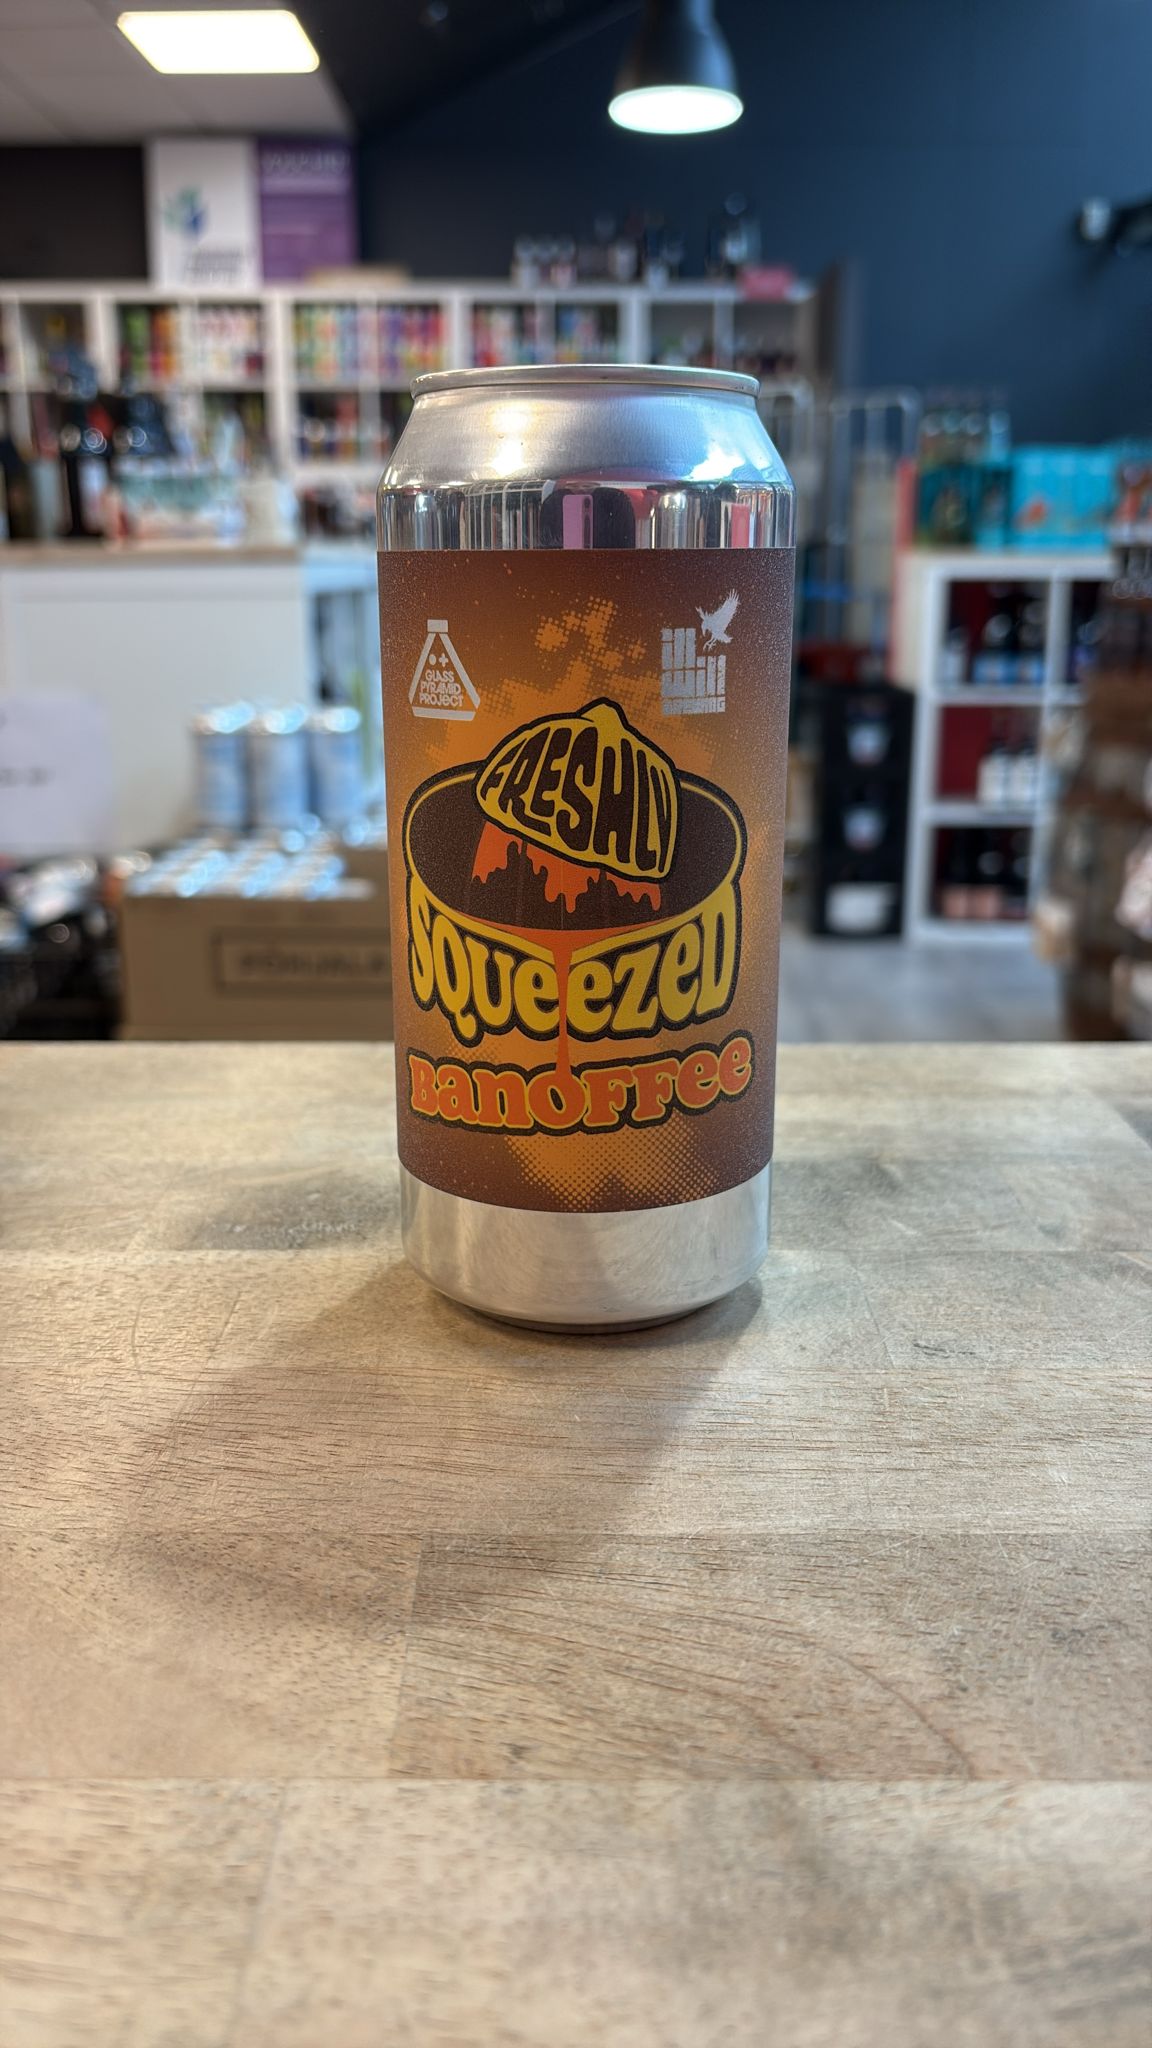 GLASS
PYRAMID
PROJECT
ill
will
BREWING
FRESHLY
SQUEEZED
BANOFFEE